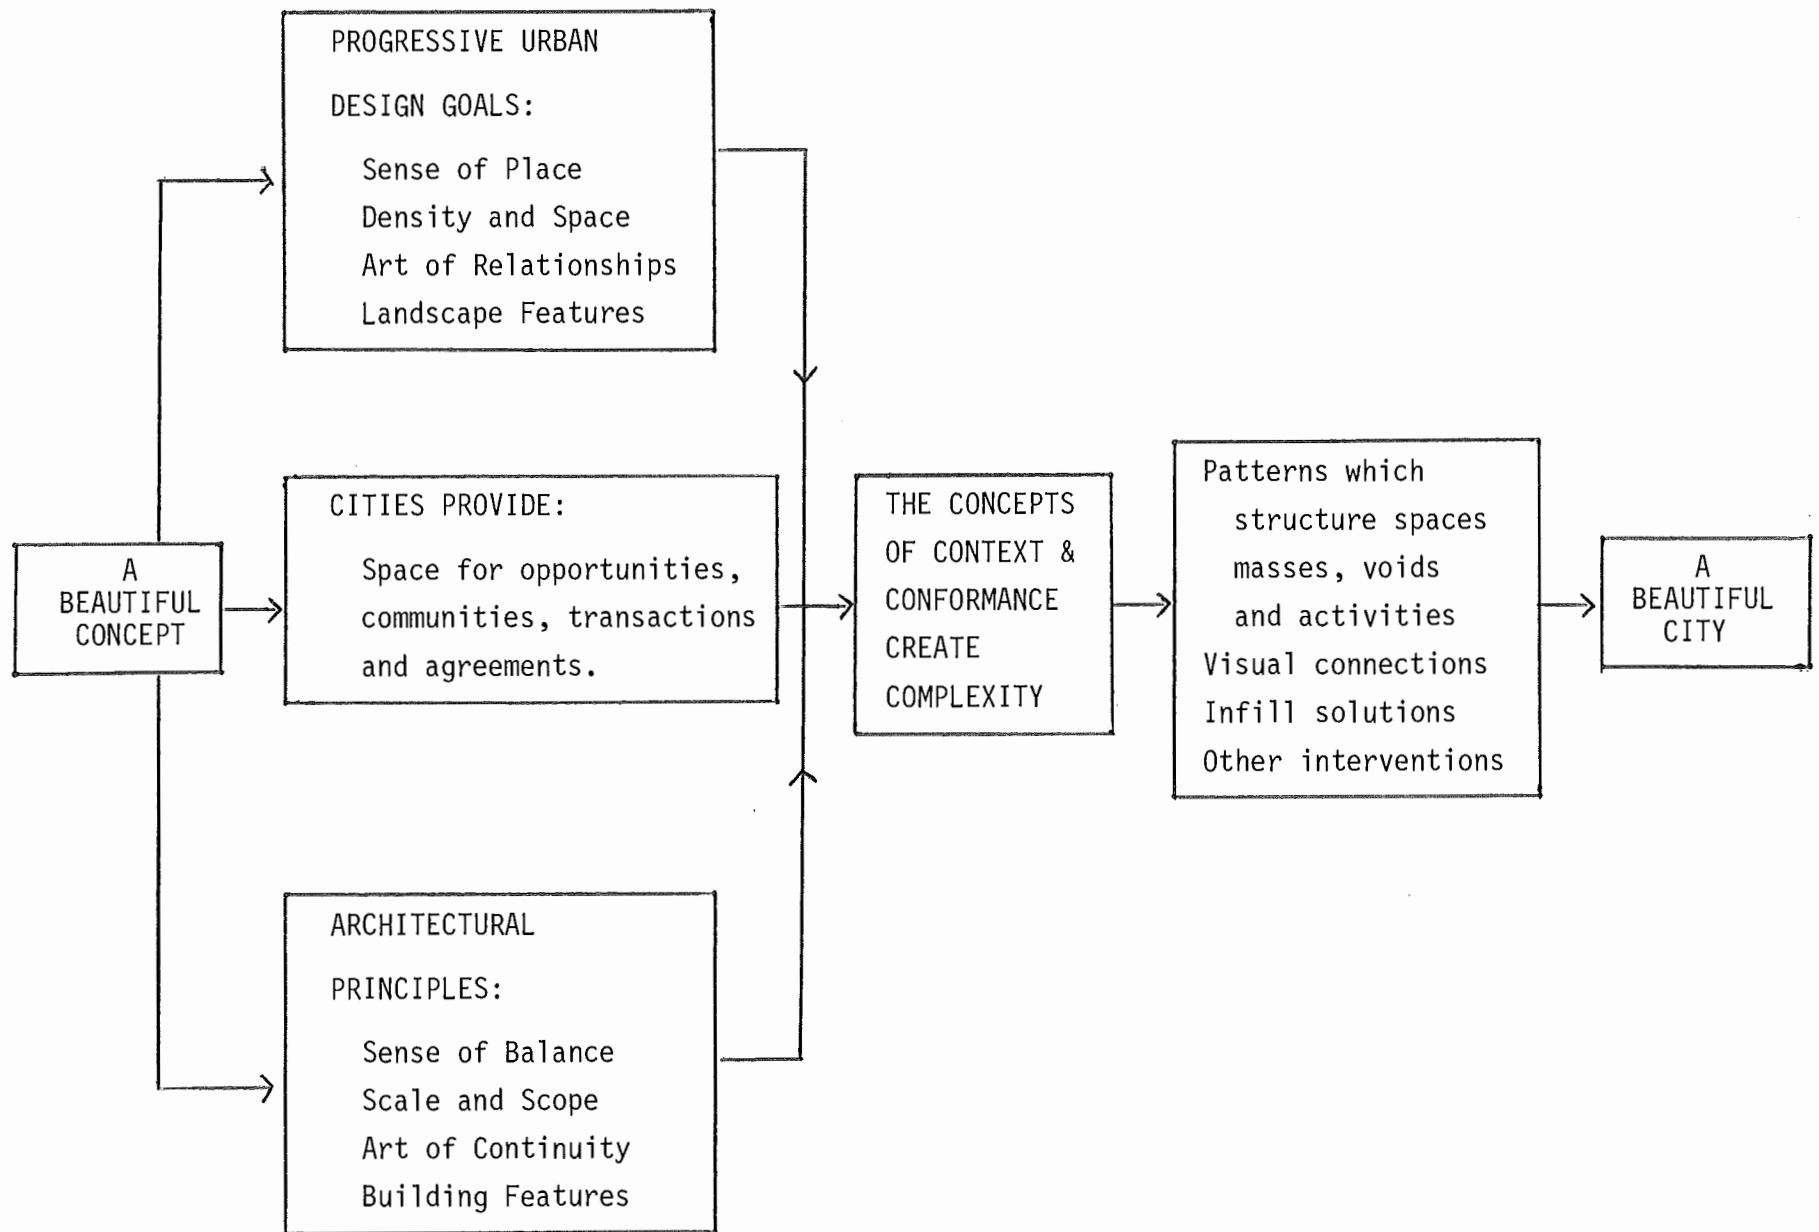 A
BEAUTIFUL
CONCEPT
PROGRESSIVE URBAN
DESIGN GOALS:
Sense of Place
Density and Space
Art of Relationships
Landscape Features
CITIES PROVIDE:
Space for opportunities,
communities, transactions
and agreements.
ARCHITECTURAL
PRINCIPLES:
Sense of Balance
Scale and Scope
Art of Continuity
Building Features
THE CONCEPTS
OF CONTEXT &
CONFORMANCE
CREATE
COMPLEXITY
Patterns which
structure spaces
masses, voids
and activities
Visual connections
Infill solutions
Other interventions
A
BEAUTIFUL
CITY